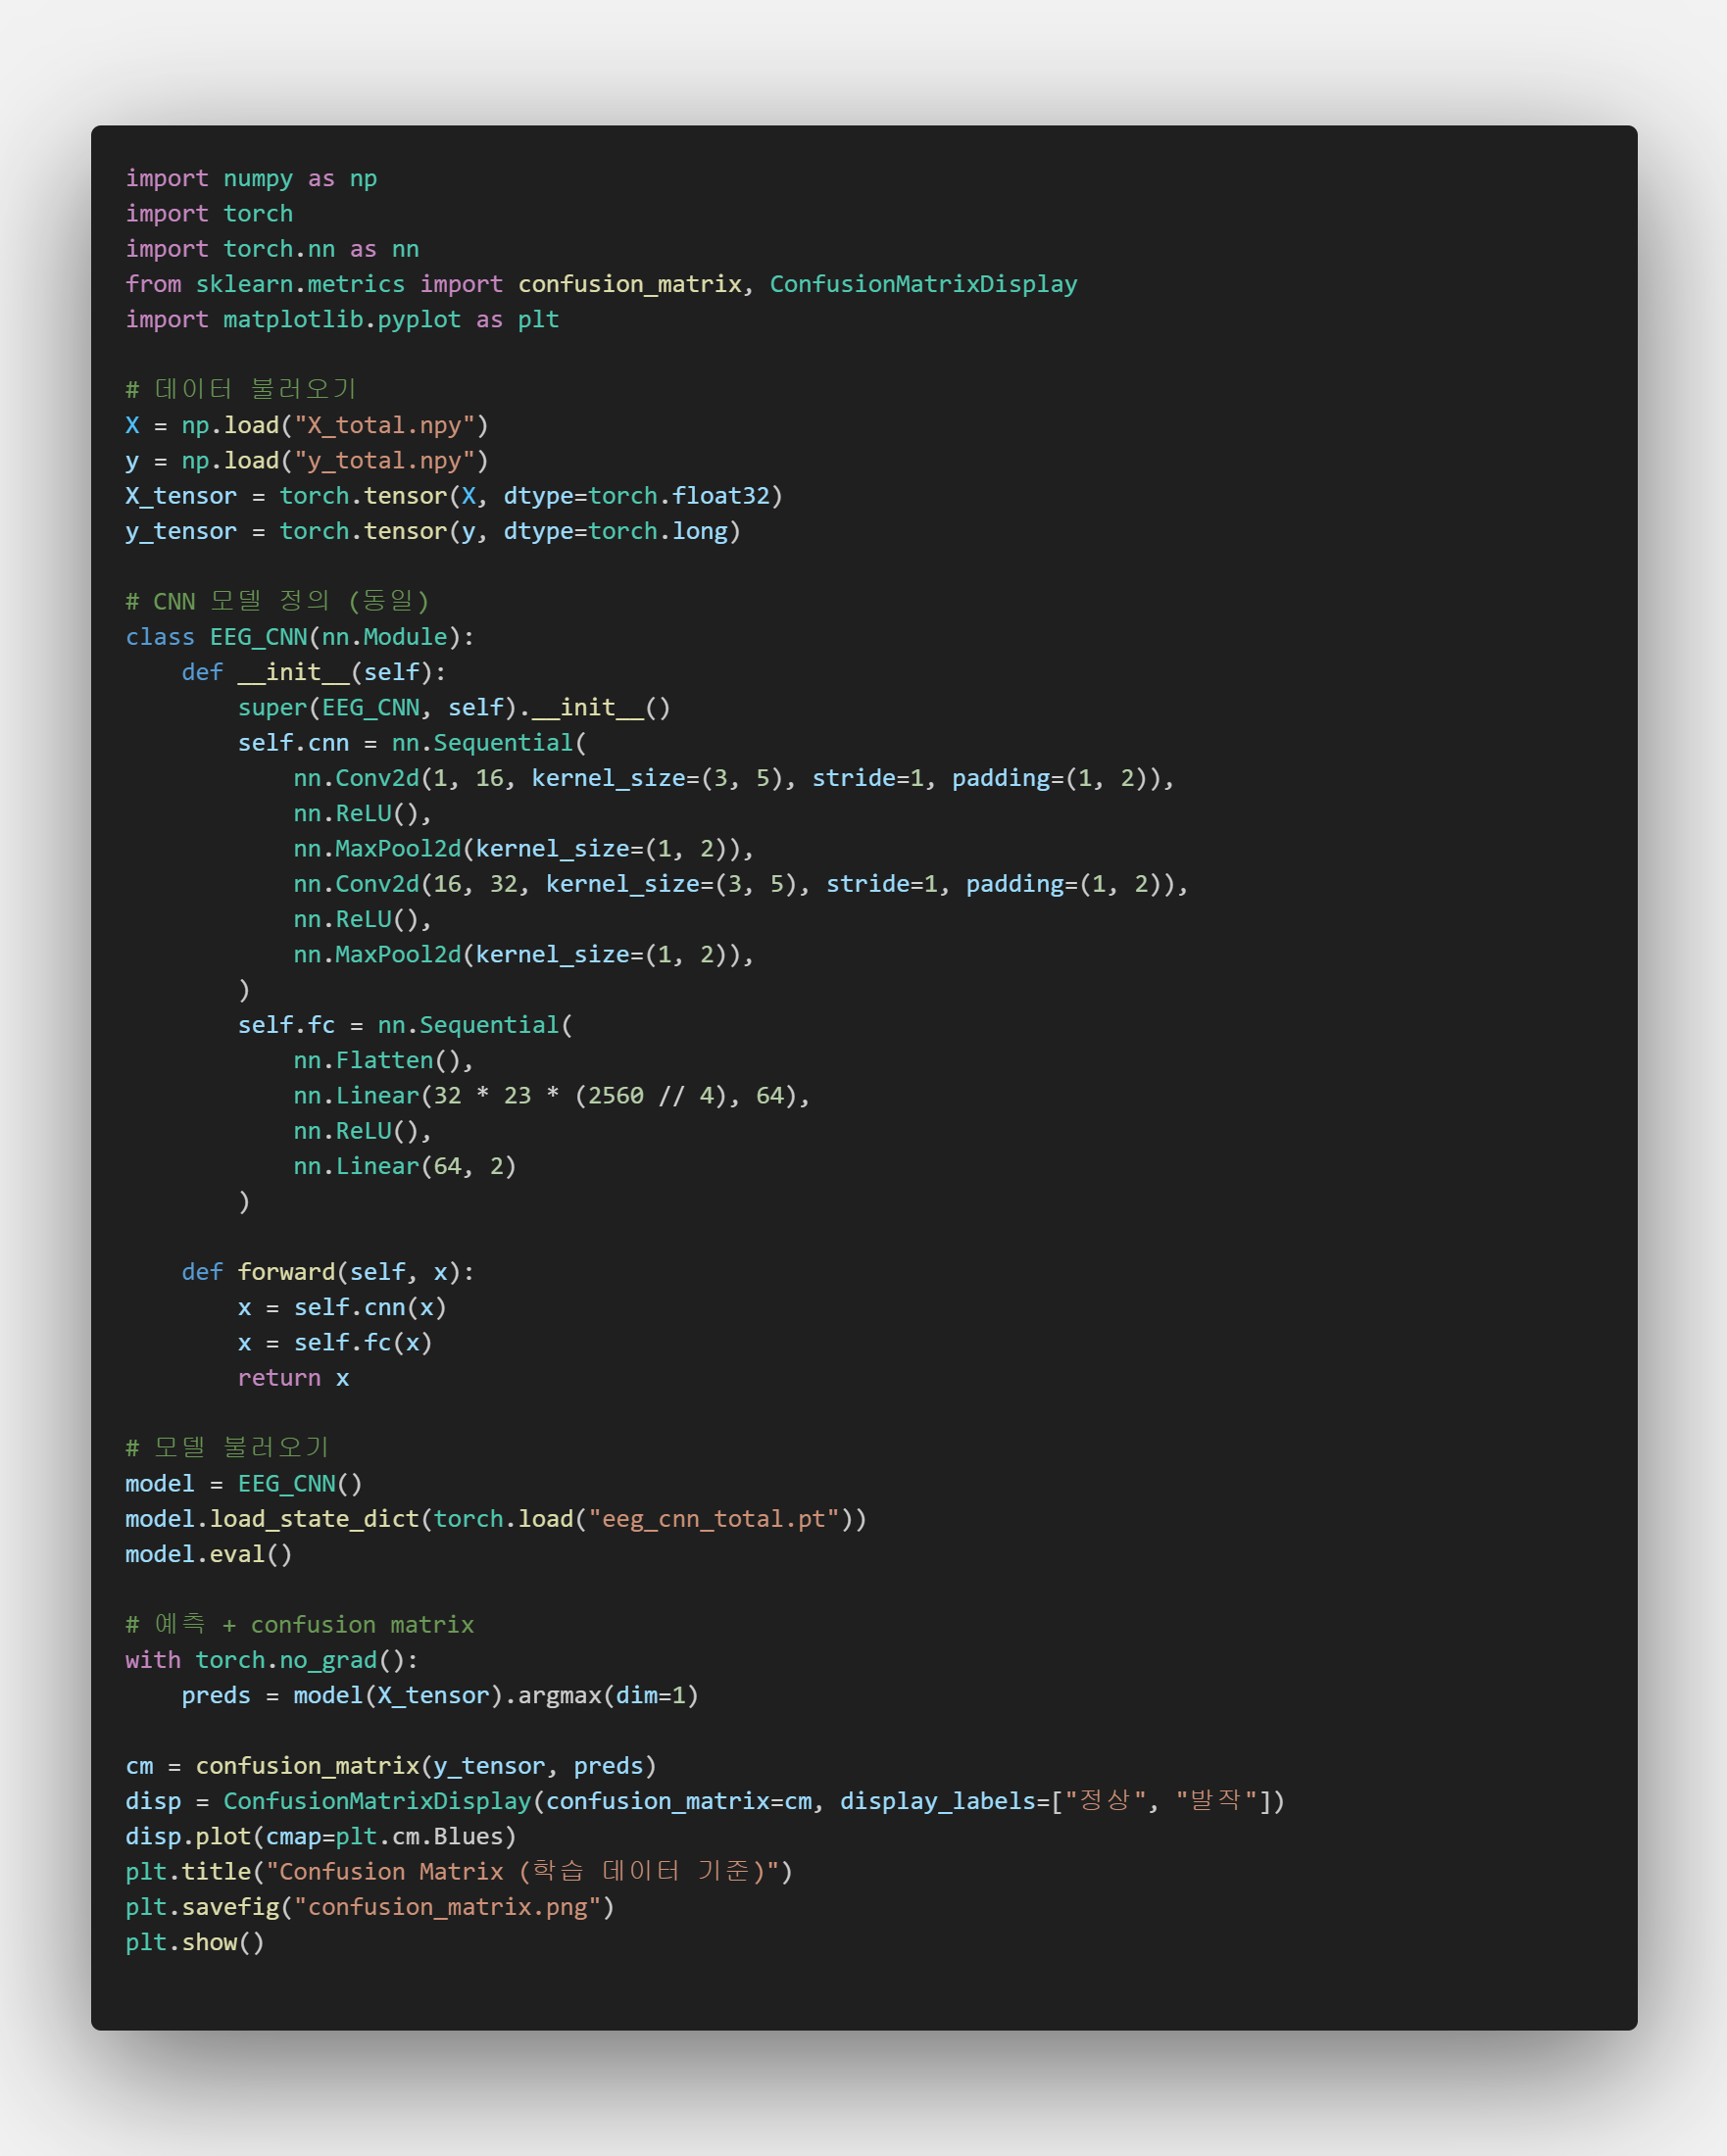 import numpy as np
import torch
import torch.nn as nn
from sklearn.metrics import confusion_matrix, ConfusionMatrixDisplay
import matplotlib.pyplot as plt

# 데이터 불러오기
X = np.load("X_total.npy")
y = np.load("y_total.npy")
X_tensor = torch.tensor(X, dtype=torch.float32)
y_tensor = torch.tensor(y, dtype=torch.long)

# CNN 모델 정의 (동일)
class EEG_CNN(nn.Module):
    def __init__(self):
        super(EEG_CNN, self).__init__()
        self.cnn = nn.Sequential(
            nn.Conv2d(1, 16, kernel_size=(3, 5), stride=1, padding=(1, 2)),
            nn.ReLU(),
            nn.MaxPool2d(kernel_size=(1, 2)),
            nn.Conv2d(16, 32, kernel_size=(3, 5), stride=1, padding=(1, 2)),
            nn.ReLU(),
            nn.MaxPool2d(kernel_size=(1, 2)),
        )
        self.fc = nn.Sequential(
            nn.Flatten(),
            nn.Linear(32 * 23 * (2560 // 4), 64),
            nn.ReLU(),
            nn.Linear(64, 2)
        )

    def forward(self, x):
        x = self.cnn(x)
        x = self.fc(x)
        return x

# 모델 불러오기
model = EEG_CNN()
model.load_state_dict(torch.load("eeg_cnn_total.pt"))
model.eval()

# 예측 + confusion matrix
with torch.no_grad():
    preds = model(X_tensor).argmax(dim=1)

cm = confusion_matrix(y_tensor, preds)
disp = ConfusionMatrixDisplay(confusion_matrix=cm, display_labels=["정상", "발작"])
disp.plot(cmap=plt.cm.Blues)
plt.title("Confusion Matrix (학습 데이터 기준)")
plt.savefig("confusion_matrix.png")
plt.show()